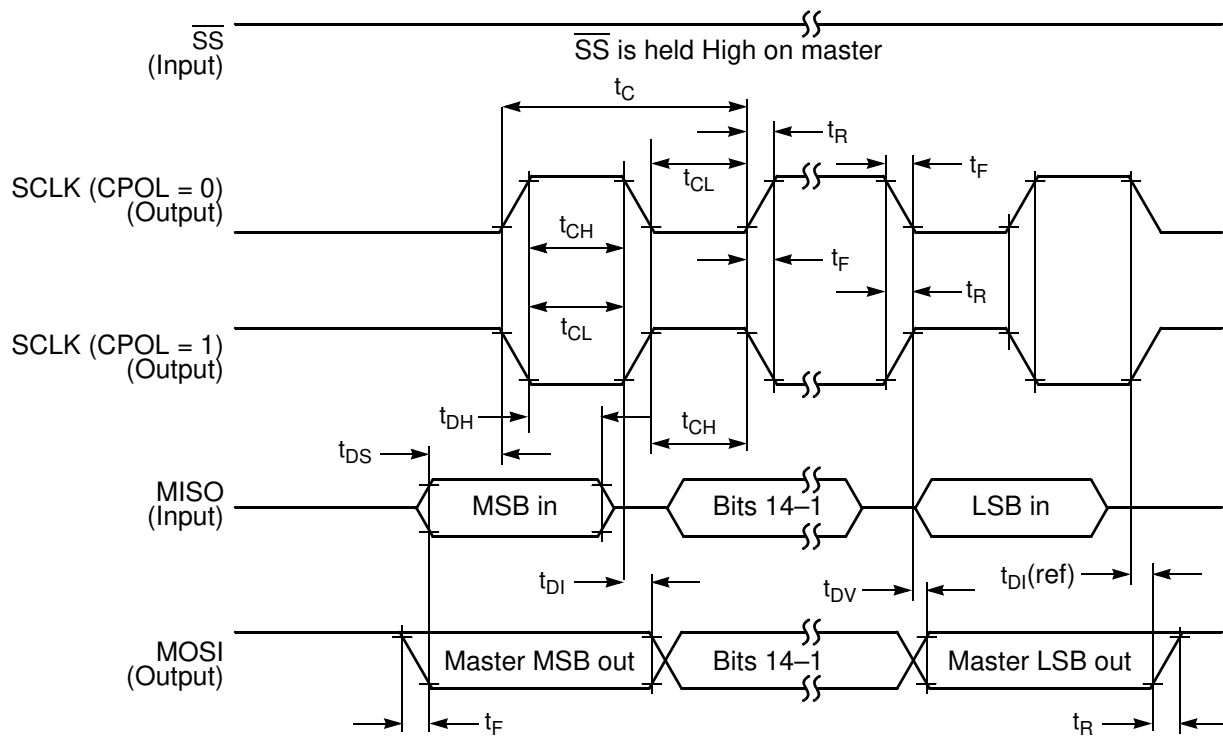 SS
(Input)
SS is held High on master
tC
tR
tF
SCLK (CPOL = 0)
(Output)
tCL
tCH
tF
tR
tCL
SCLK (CPOL = 1)
(Output)
tDH
tCH
tDS
MISO
(Input)
MSB in
Bits 14–1
LSB in
tDI
tDV
tDI(ref)
MOSI
(Output)
Master MSB out
Bits 14–1
Master LSB out
tF
tR